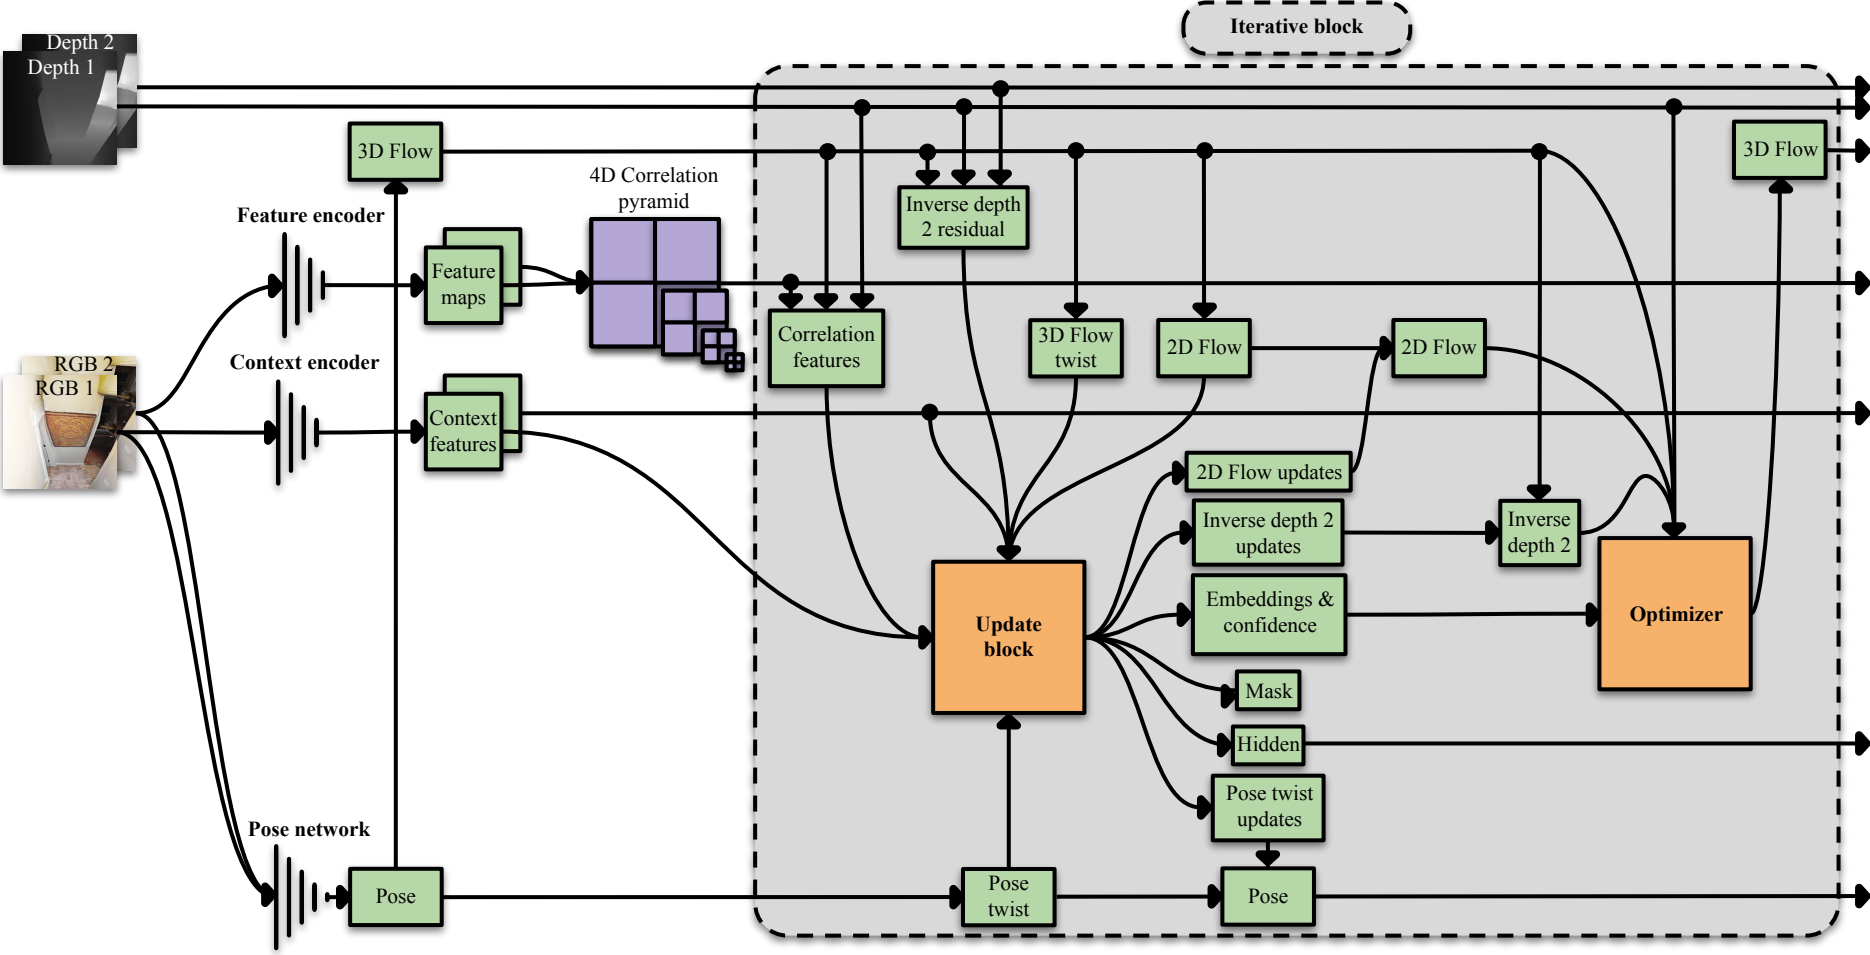 Iterative block
Depth 2
Depth 1
3D Flow
3D Flow
4D Correlation
pyramid
Inverse depth
2 residual
Feature encoder
Feature
maps
Correlation
features
3D Flow
twist
2D Flow
2D Flow
RGB 2
RGB 1
Context encoder
Context
features
2D Flow updates
Inverse depth 2
updates
Inverse
depth 2
Embeddings &
confidence
Update
block
Optimizer
Mask
Hidden
Pose twist
updates
Pose network
Pose
Pose
twist
Pose